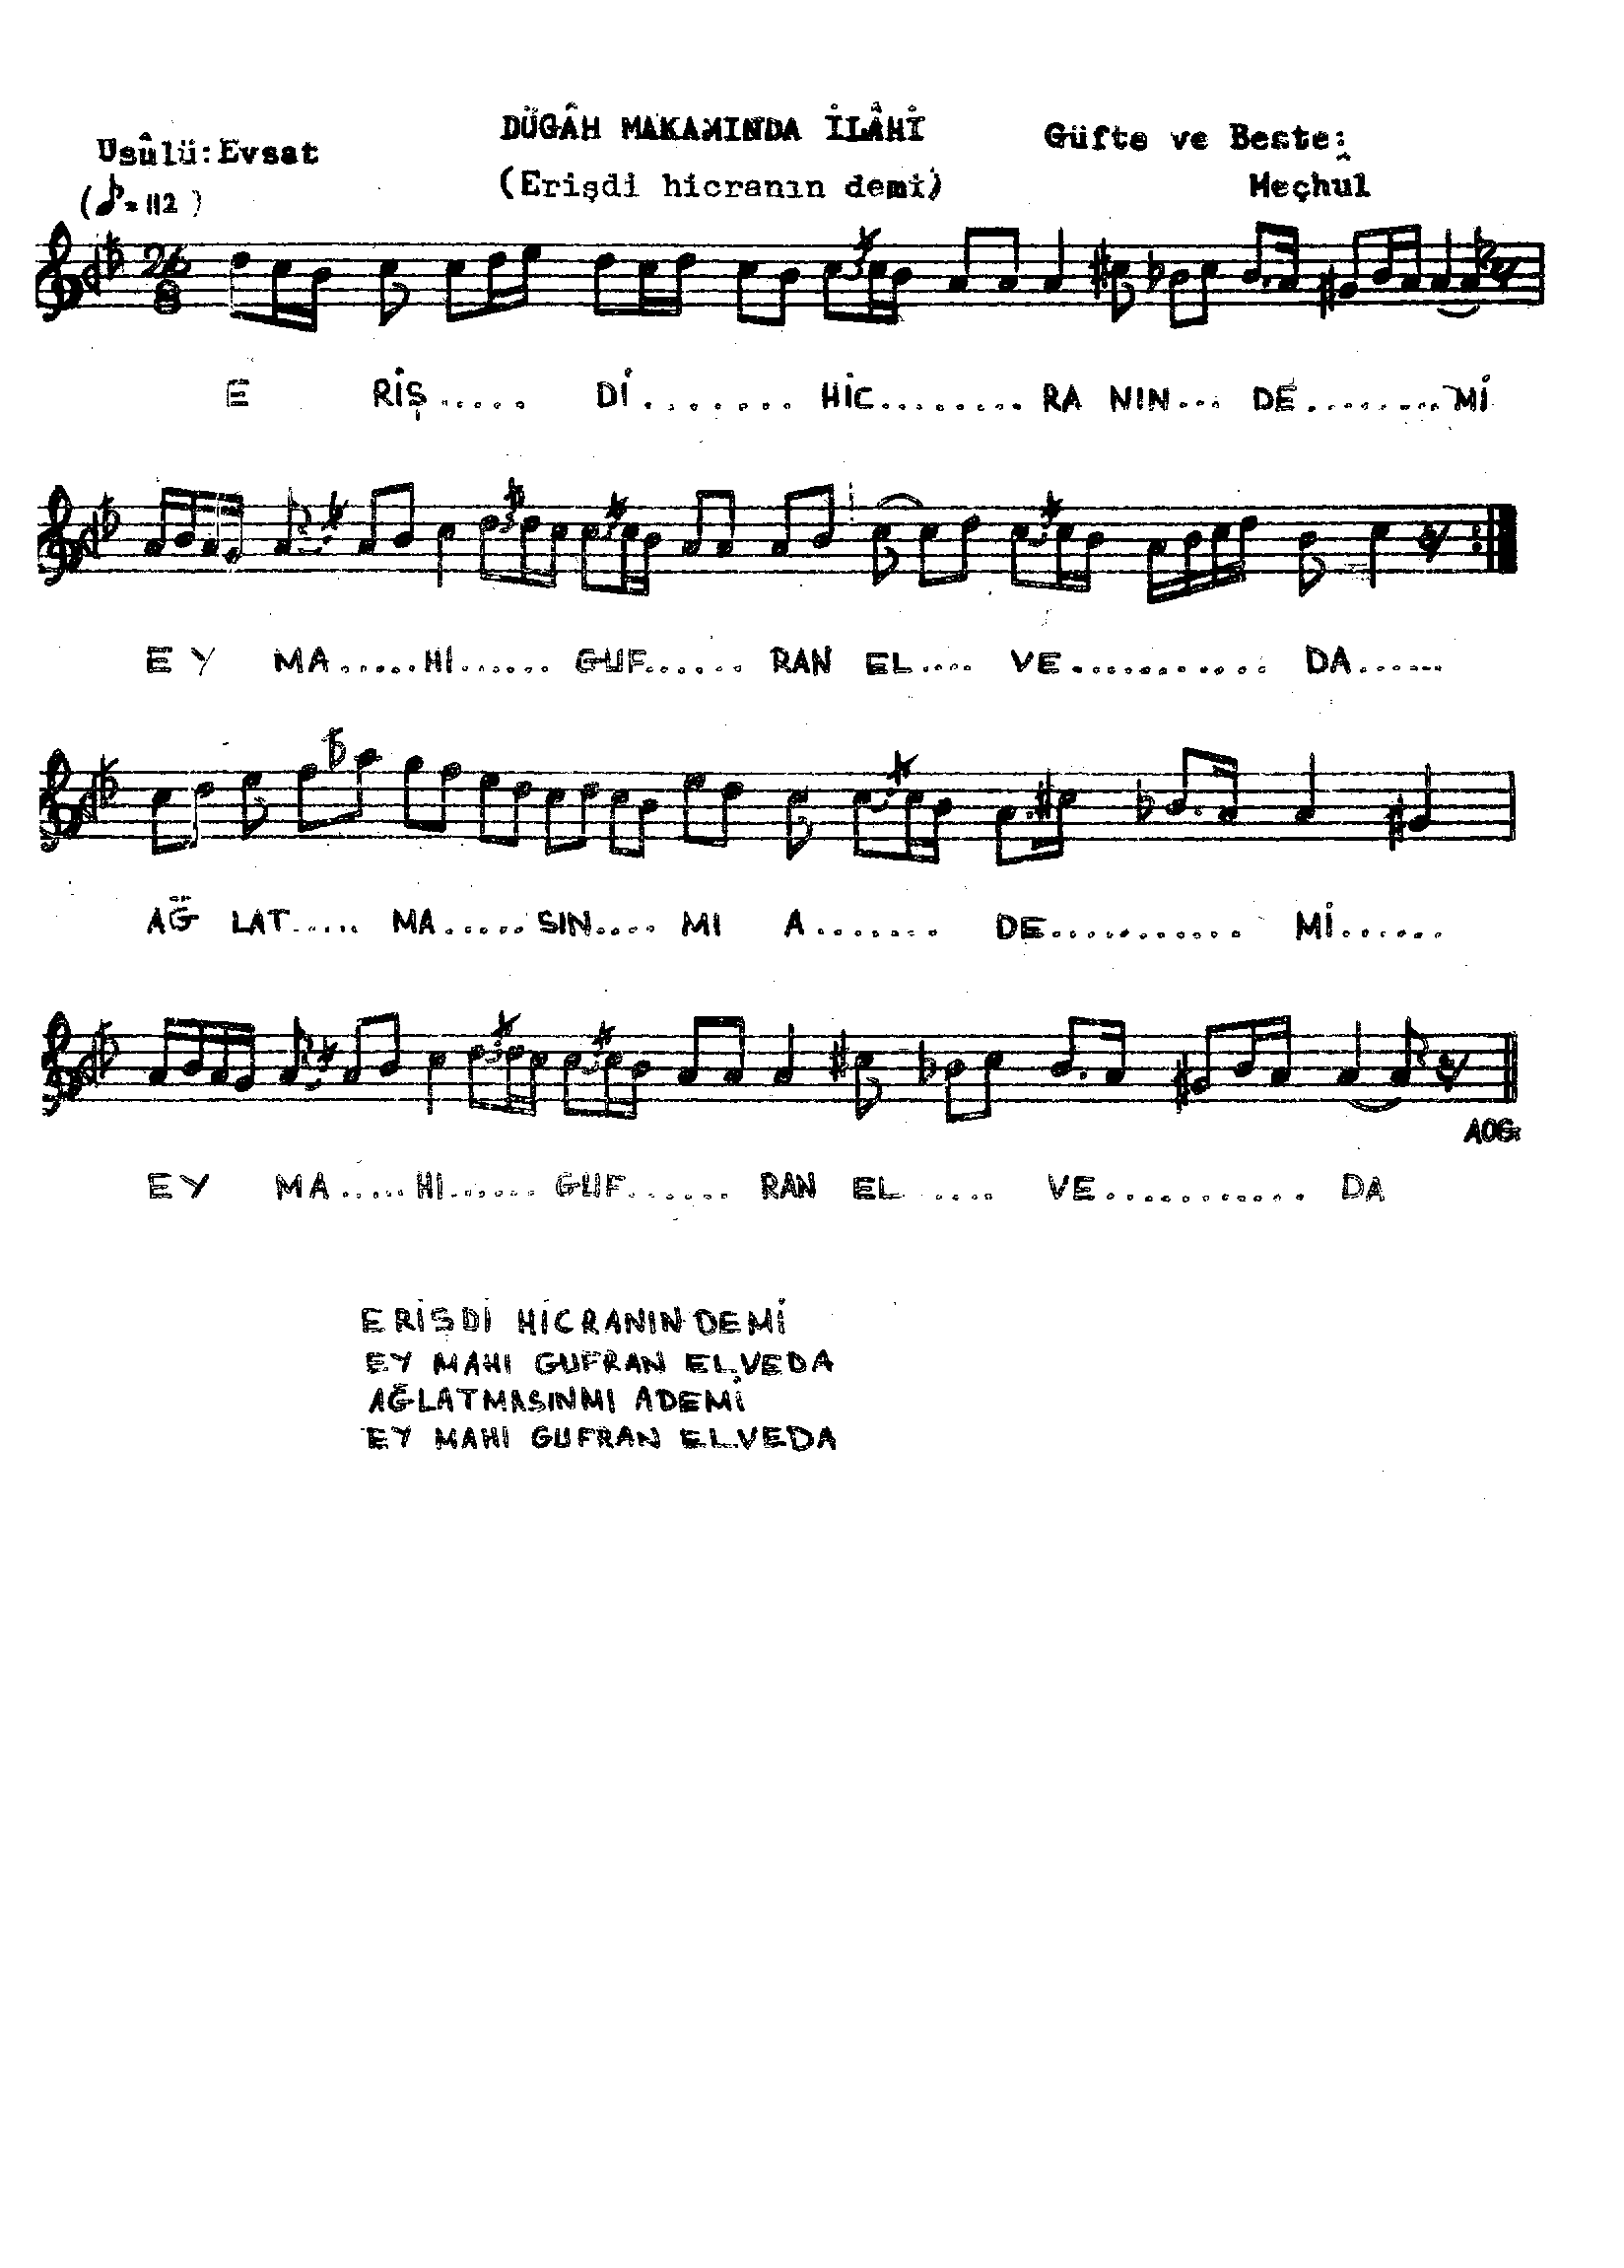 DÜGÂH MAKAMINDA İLÂHİ
Usûlü: Evsat
Güfte ve Beste:
(♪=112)
(Erişdi hicranın demi)
Meçhûl
26
8
E RİŞ..... Dİ........ HİC........ RA NIN... DE........Mİ
EY MA.....Hİ...... GUF...... RAN EL.... VE........... DA......
AĞ LAT..... MA..... SIN.... MI A....... DE........... Mİ......
AOG.
EY MA.....HI...... GUF...... RAN EL .... VE........... DA
ERİŞDİ HİCRANIN DEMİ
EY MAHI GUFRAN ELVEDA
AĞLATMASINMI ADEMİ
EY MAHI GUFRAN ELVEDA